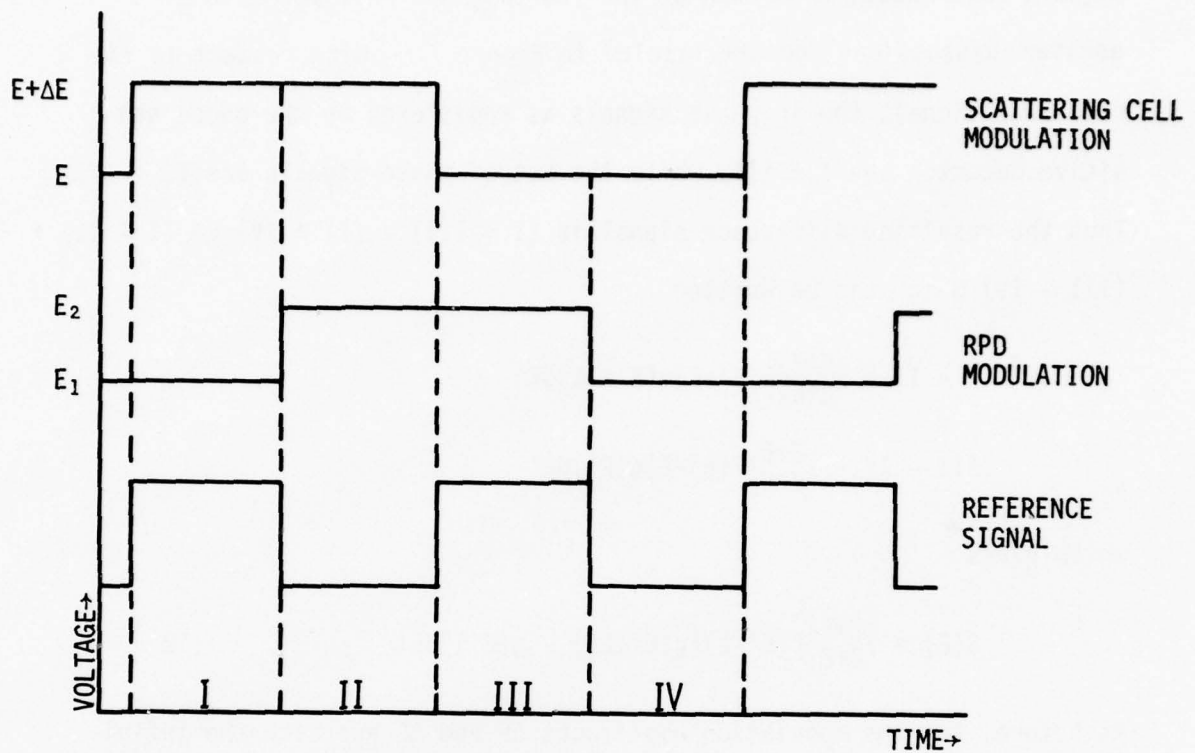 E+ΔE
SCATTERING CELL
MODULATION
E
E₂
RPD
MODULATION
E₁
REFERENCE
SIGNAL
VOLTAGE→
I II III IV
TIME→